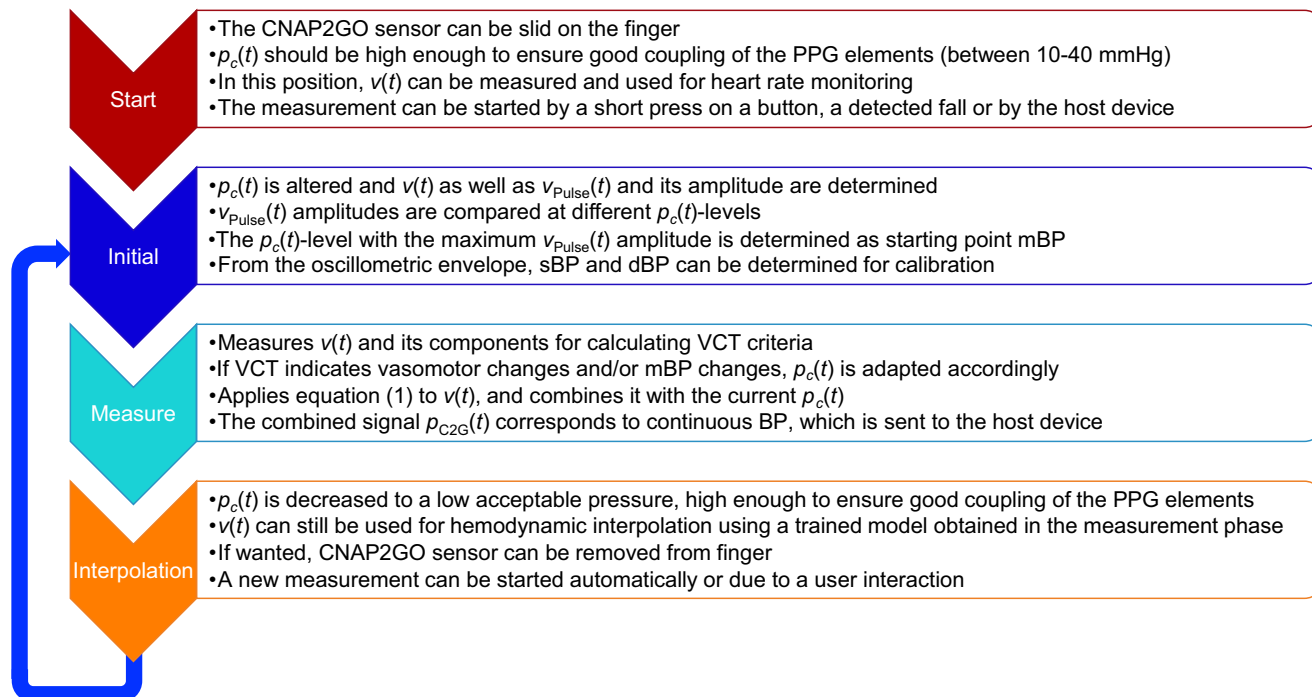 Start
•The CNAP2GO sensor can be slid on the finger
•pc(t) should be high enough to ensure good coupling of the PPG elements (between 10-40 mmHg)
•In this position, v(t) can be measured and used for heart rate monitoring
•The measurement can be started by a short press on a button, a detected fall or by the host device
Initial
•pc(t) is altered and v(t) as well as vPulse(t) and its amplitude are determined
•vPulse(t) amplitudes are compared at different pc(t)-levels
•The pc(t)-level with the maximum vPulse(t) amplitude is determined as starting point mBP
•From the oscillometric envelope, sBP and dBP can be determined for calibration
Measure
•Measures v(t) and its components for calculating VCT criteria
•If VCT indicates vasomotor changes and/or mBP changes, pc(t) is adapted accordingly
•Applies equation (1) to v(t), and combines it with the current pc(t)
•The combined signal pC2G(t) corresponds to continuous BP, which is sent to the host device
Interpolation
•pc(t) is decreased to a low acceptable pressure, high enough to ensure good coupling of the PPG elements
•v(t) can still be used for hemodynamic interpolation using a trained model obtained in the measurement phase
•If wanted, CNAP2GO sensor can be removed from finger
•A new measurement can be started automatically or due to a user interaction